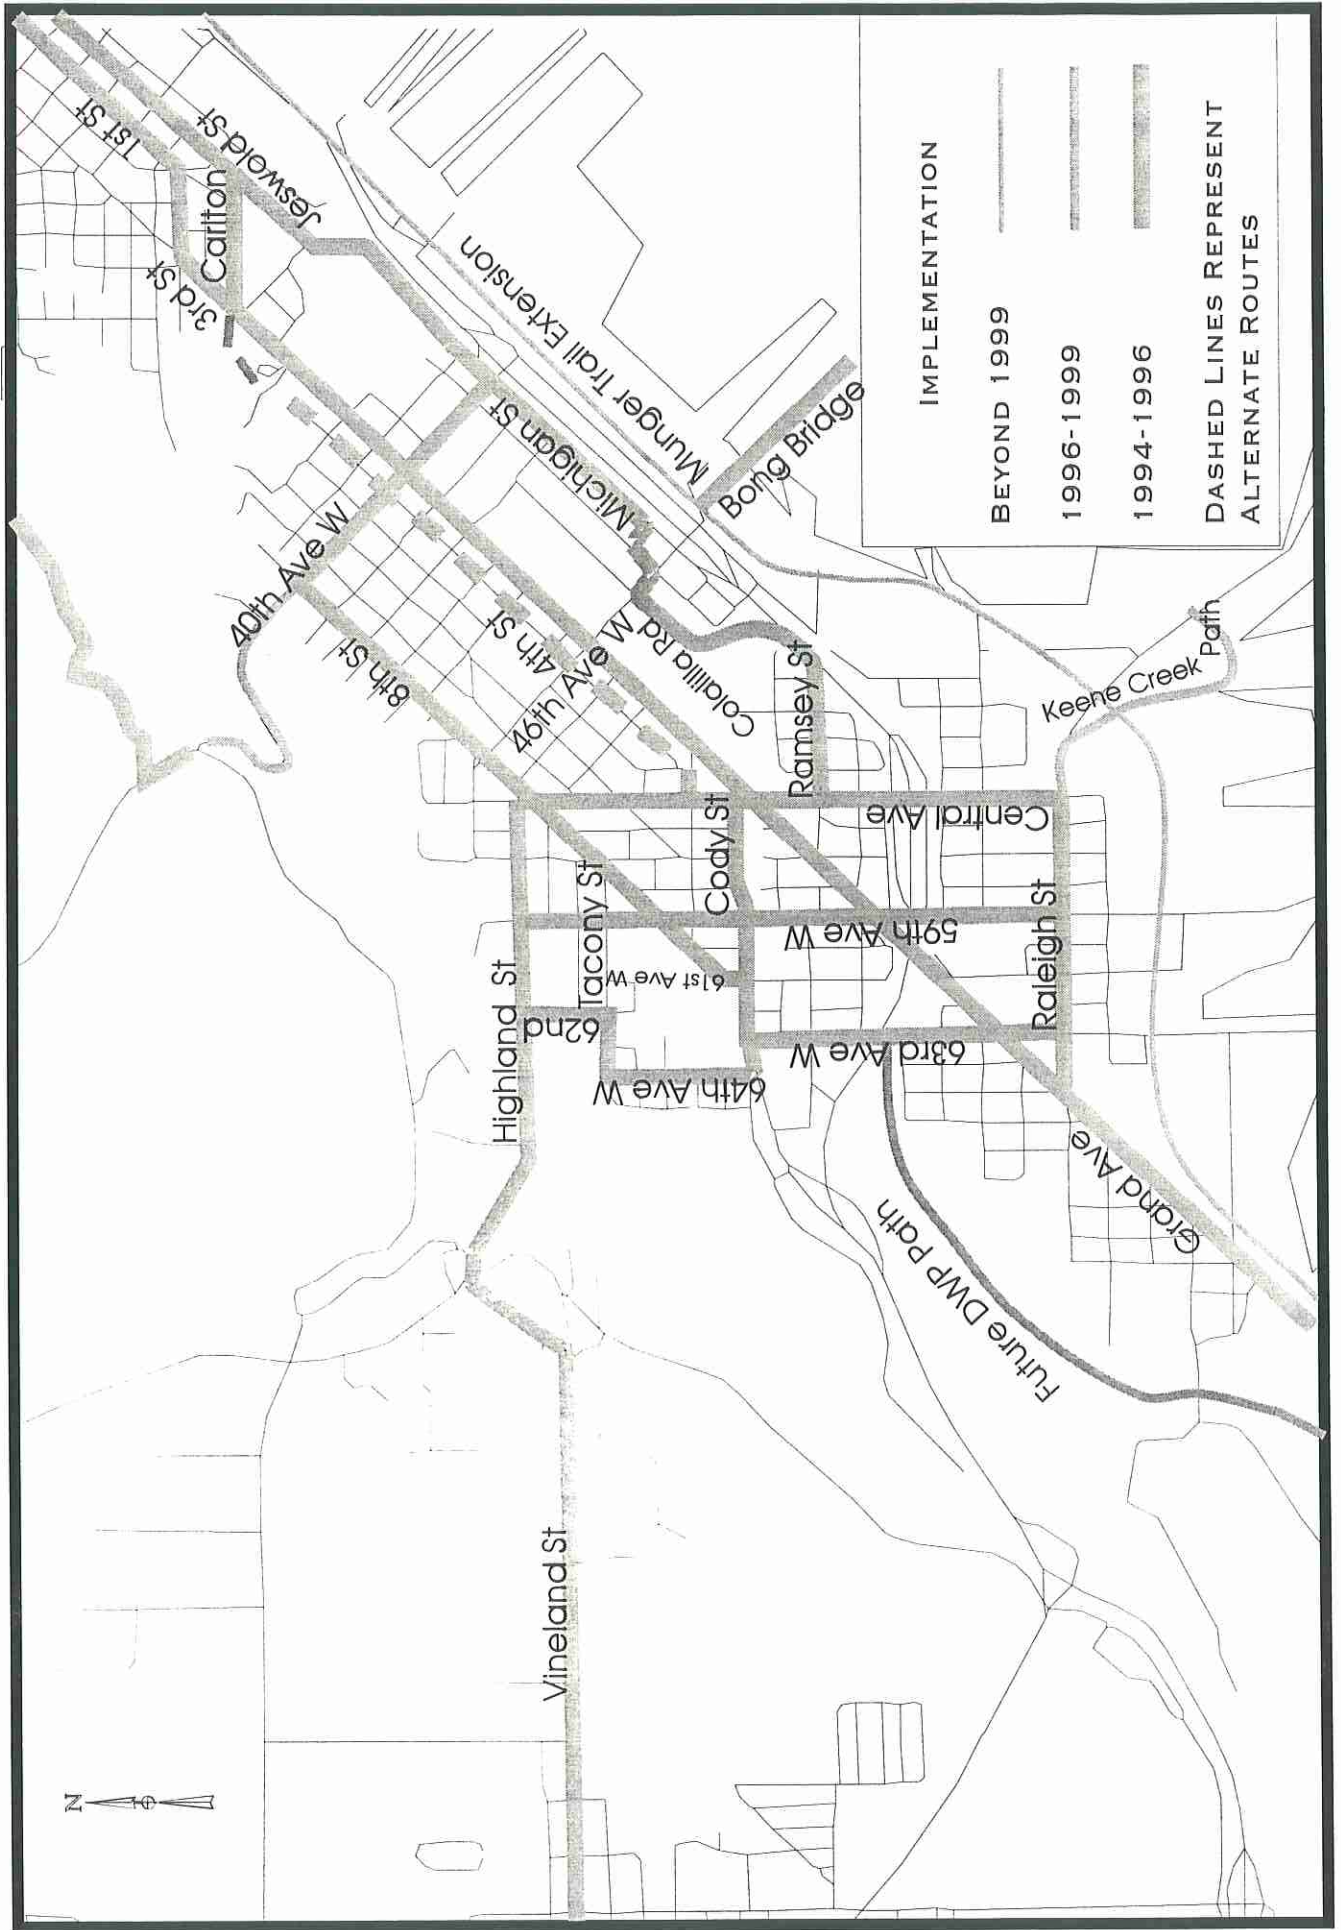 1st St
Jeswold St
Carlton
3rd St
Munger Trail Extension
Michigan St
Bong Bridge
40th Ave W
8th St
4th St
46th Ave W
Colalilla Rd
Ramsey St
Keene Creek
Path
Central Ave
Cody St
Tacony St
59th Ave W
Raleigh St
61st Ave W
Highland St
62nd
63rd Ave W
64th Ave W
Grand Ave
Future DWP Path
Vineland St
N
IMPLEMENTATION
BEYOND 1999
1996-1999
1994-1996
DASHED LINES REPRESENT
ALTERNATE ROUTES